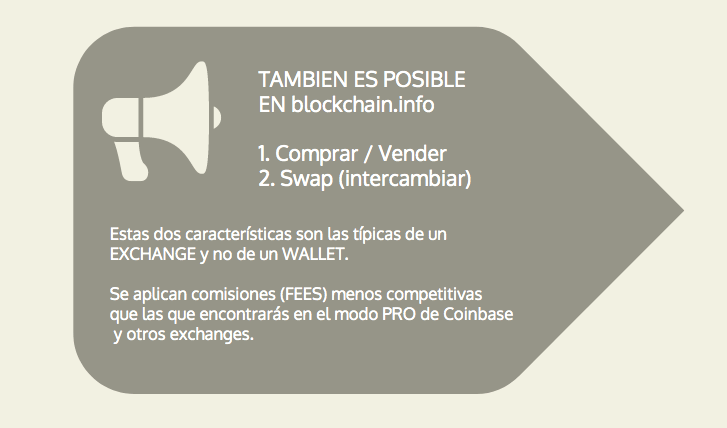 TAMBIEN ES POSIBLE
EN blockchain.info
1. Comprar / Vender
2. Swap (intercambiar)
Estas dos características son las típicas de un
EXCHANGE y no de un WALLET.
Se aplican comisiones (FEES) menos competitivas
que las que encontrarás en el modo PRO de Coinbase
y otros exchanges.